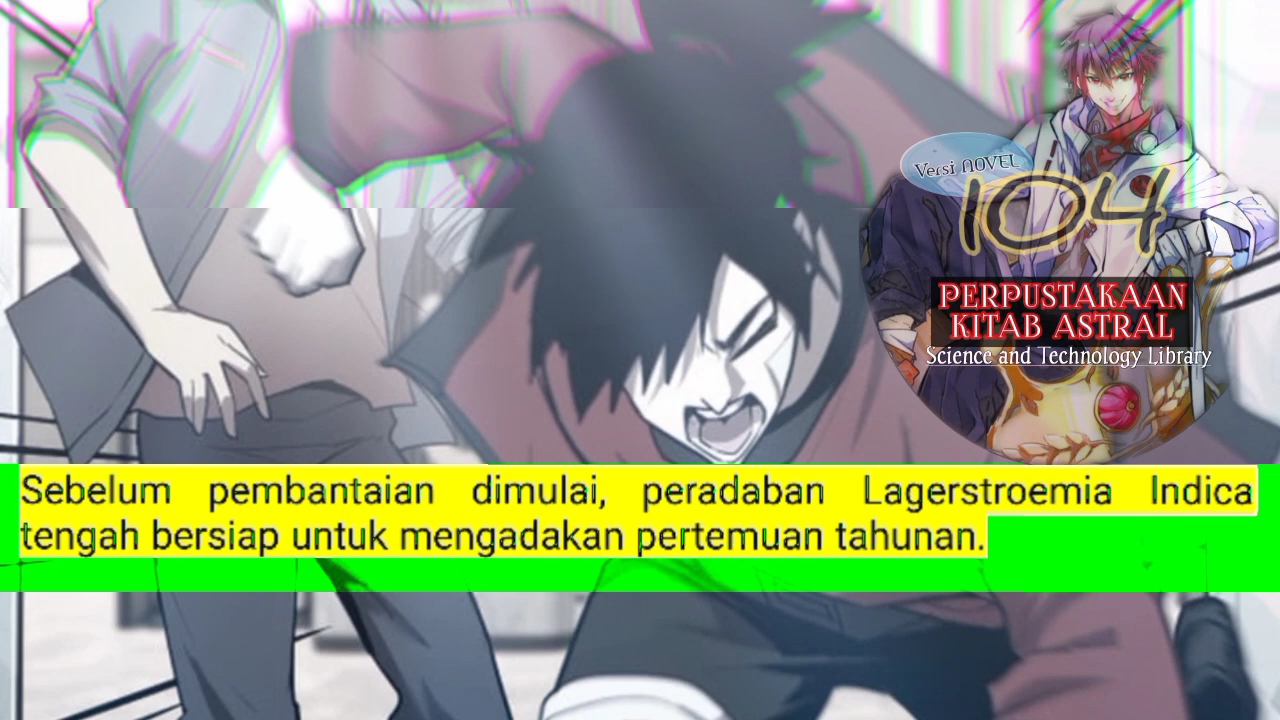 Versi NOVEL
104
PERPUSTAKAAN
KITAB ASTRAL
Science and Technology Library
Sebelum pembantaian dimulai, peradaban Lagerstroemia Indica
tengah bersiap untuk mengadakan pertemuan tahunan.